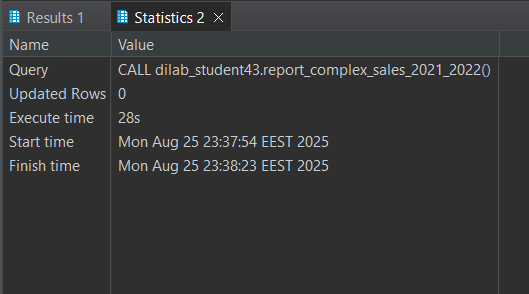 Results 1 Statistics 2
Name Value
Query CALL dilab_student43.report_complex_sales_2021_2022()
Updated Rows 0
Execute time 28s
Start time Mon Aug 25 23:37:54 EEST 2025
Finish time Mon Aug 25 23:38:23 EEST 2025